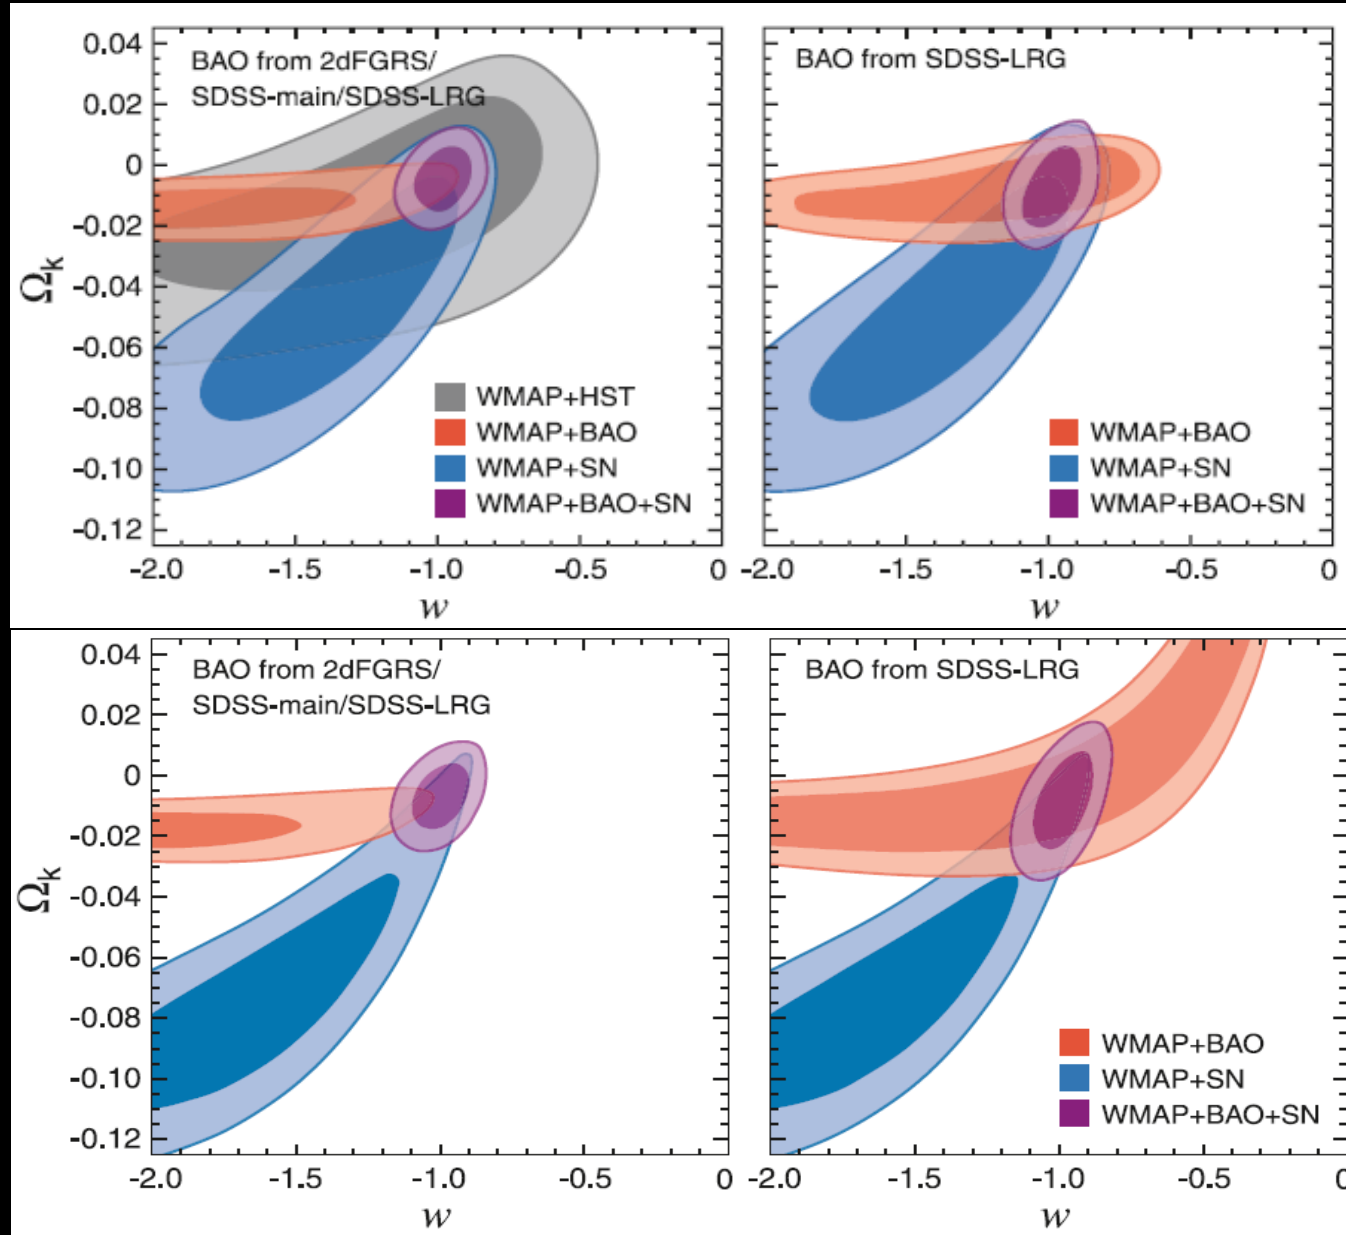 BAO from 2dFGRS/
SDSS-main/SDSS-LRG
0.04
0.02
0
-0.02
-0.04
-0.06
-0.08
-0.10
-0.12
Ωk
WMAP+HST
WMAP+BAO
WMAP+SN
WMAP+BAO+SN
-2.0 -1.5 -1.0 -0.5 0
w
BAO from SDSS-LRG
WMAP+BAO
WMAP+SN
WMAP+BAO+SN
-2.0 -1.5 -1.0 -0.5 0
w
BAO from 2dFGRS/
SDSS-main/SDSS-LRG
0.04
0.02
0
-0.02
-0.04
-0.06
-0.08
-0.10
-0.12
Ωk
-2.0 -1.5 -1.0 -0.5 0
w
BAO from SDSS-LRG
WMAP+BAO
WMAP+SN
WMAP+BAO+SN
-2.0 -1.5 -1.0 -0.5 0
w